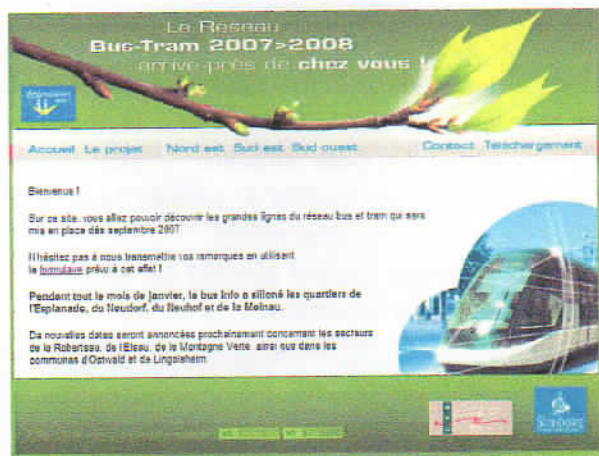 Le Réseau
Bus-Tram 2007>2008
arrive près de chez vous !
Accueil Le projet Nord est Sud est Sud ouest Contact Téléchargement
Bienvenus !
Sur ce site, vous allez pouvoir découvrir les grandes lignes du réseau bus et tram qui sera
mis en place dès septembre 2007
N'hésitez pas à nous transmettre vos remarques en utilisant
le formulaire prévu à cet effet !
Pendant tout le mois de janvier, le bus info a silloné les quartiers de
l'Esplanade, du Neudorf, du Neuhof et de la Meinau.
De nouvelles dates seront annoncées prochainement concernant les secteurs
de la Robertsau, de l'Elsau, de la Montagne Verte, ainsi que dans les
communes d'Ostwald et de Lingolsheim.